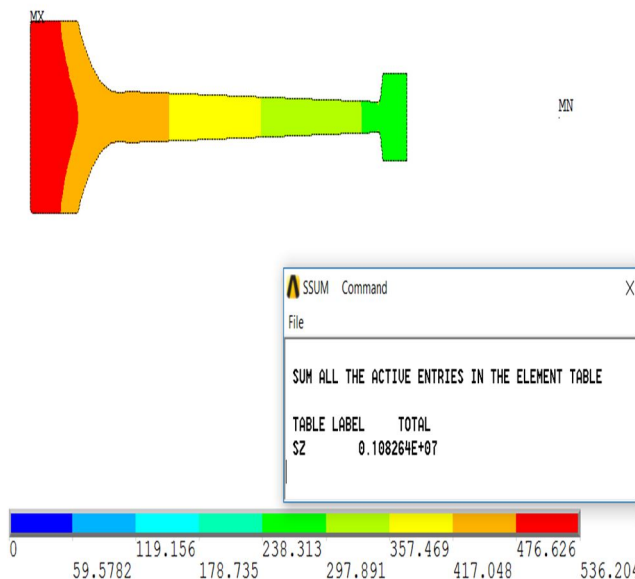 MX
MN
SSUM Command
File
SUM ALL THE ACTIVE ENTRIES IN THE ELEMENT TABLE
TABLE LABEL TOTAL
SZ 0.108264E+07
0 119.156 238.313 357.469 476.626
59.5782 178.735 297.891 417.048 536.204